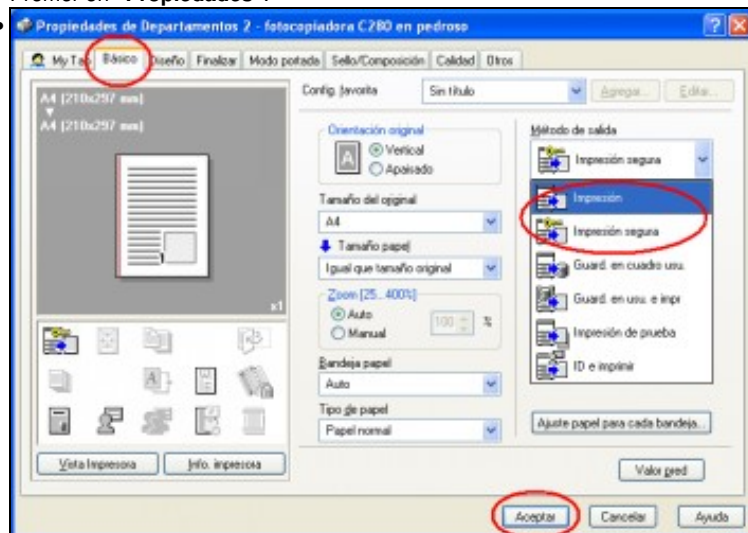 Propiedades de Departamentos 2 - fotocopiadora C280 en pedroso
My Tab Básico Diseño Finalizar Modo portada Sello/Composición Calidad Otros
A4 (210x297 mm)
A4 (210x297 mm)
x1
Vista Impresora Info. impresora
Config. favorita Sin título Agregar... Editar...
Orientación original
A
Vertical
Apaisado
Tamaño del original
A4
Tamaño papel
Igual que tamaño original
Zoom [25..400%]
Auto
Manual
100 %
Bandeja papel
Auto
Tipo de papel
Papel normal
Método de salida
Impresión segura
Impresión
Impresión segura
Guard. en cuadro usu.
Guard. en usu. e impr
Impresión de prueba
ID e imprimir
Ajuste papel para cada bandeja...
Valor pred
Aceptar Cancelar Ayuda